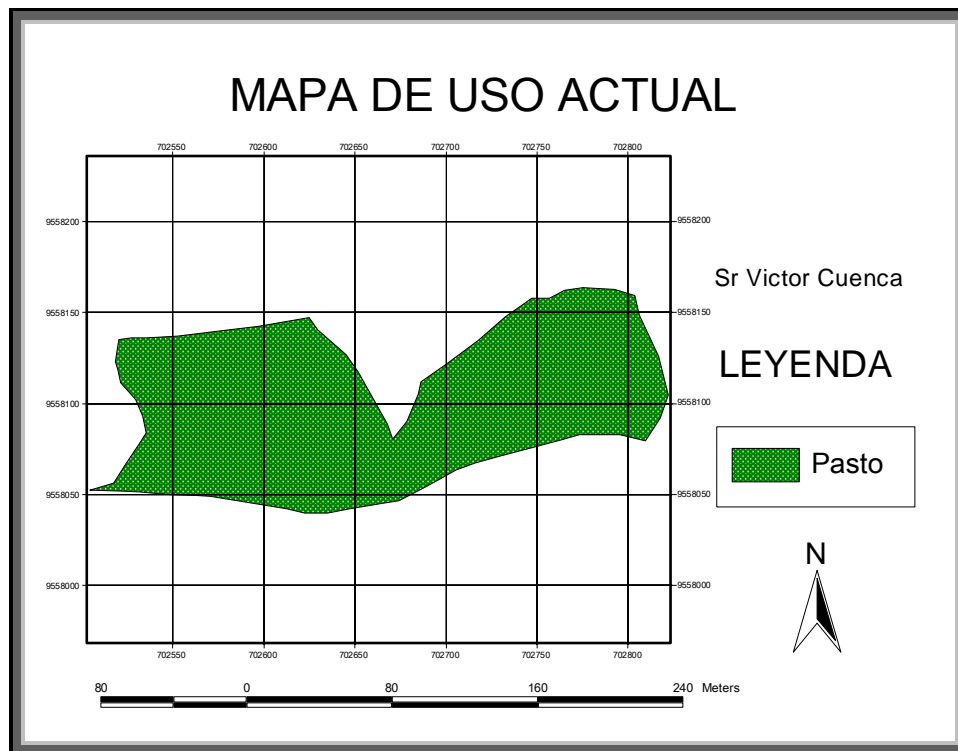 MAPA DE USO ACTUAL
702550 702600 702650 702700 702750 702800
9558200 9558200
Sr Victor Cuenca
9558150 9558150
LEYENDA
9558100 9558100
Pasto
9558050 9558050
N
9558000 9558000
702550 702600 702650 702700 702750 702800
80 0 80 160 240 Meters